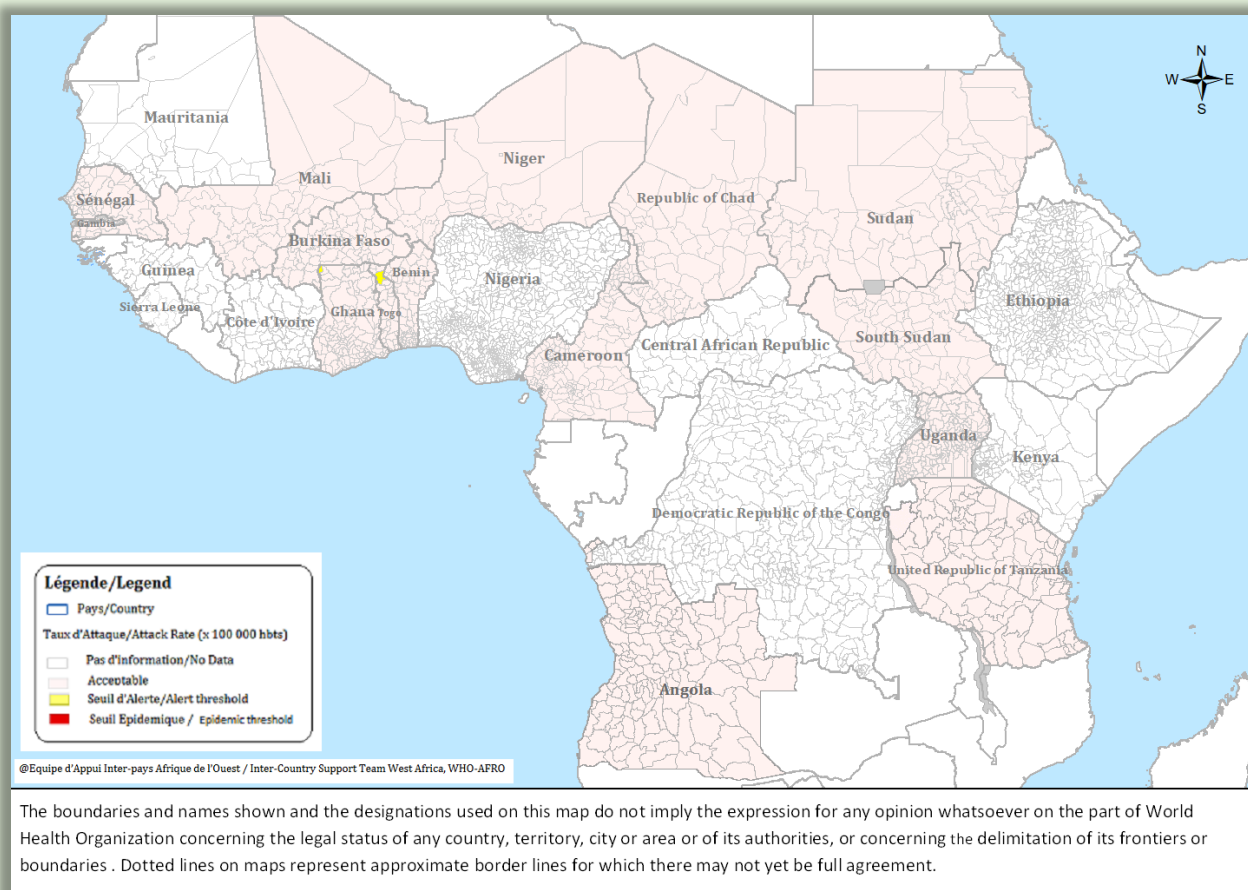 N
W E
S
Mauritania
Mali
Niger
Republic of Chad
Sudan
Sénégal
Gambia
Burkina Faso
Benin
Guinea
Nigeria
Ethiopia
Sierra Leone
Côte d'Ivoire
Ghana
Togo
Cameroon
Central African Republic
South Sudan
Uganda
Kenya
Democratic Republic of the Congo
United Republic of Tanzania
Angola
Légende/Legend
Pays/Country
Taux d'Attaque/Attack Rate (x 100 000 hbts)
Pas d'information/No Data
Acceptable
Seuil d'Alerte/Alert threshold
Seuil Epidemique / Epidemic threshold
@Equipe d'Appui Inter-pays Afrique de l'Ouest / Inter-Country Support Team West Africa, WHO-AFRO
The boundaries and names shown and the designations used on this map do not imply the expression for any opinion whatsoever on the part of World
Health Organization concerning the legal status of any country, territory, city or area or of its authorities, or concerning the delimitation of its frontiers or
boundaries . Dotted lines on maps represent approximate border lines for which there may not yet be full agreement.